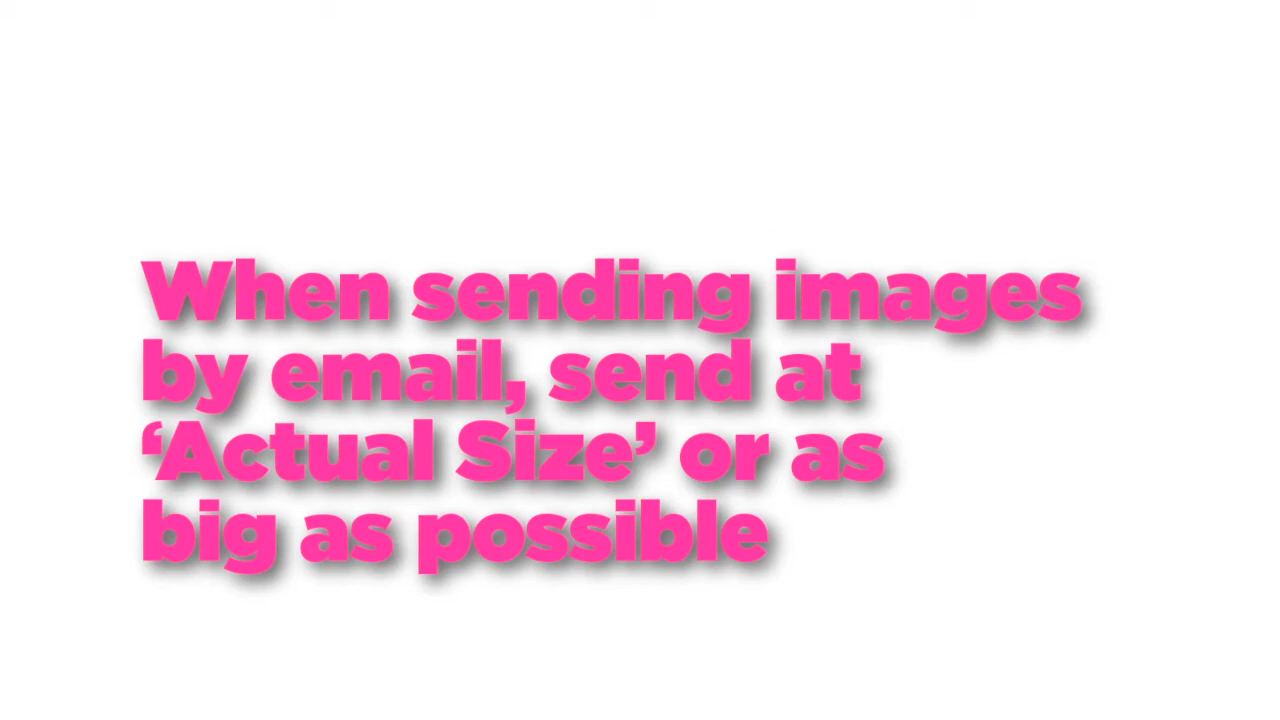 When sending images
by email, send at
‘Actual Size’ or as
big as possible